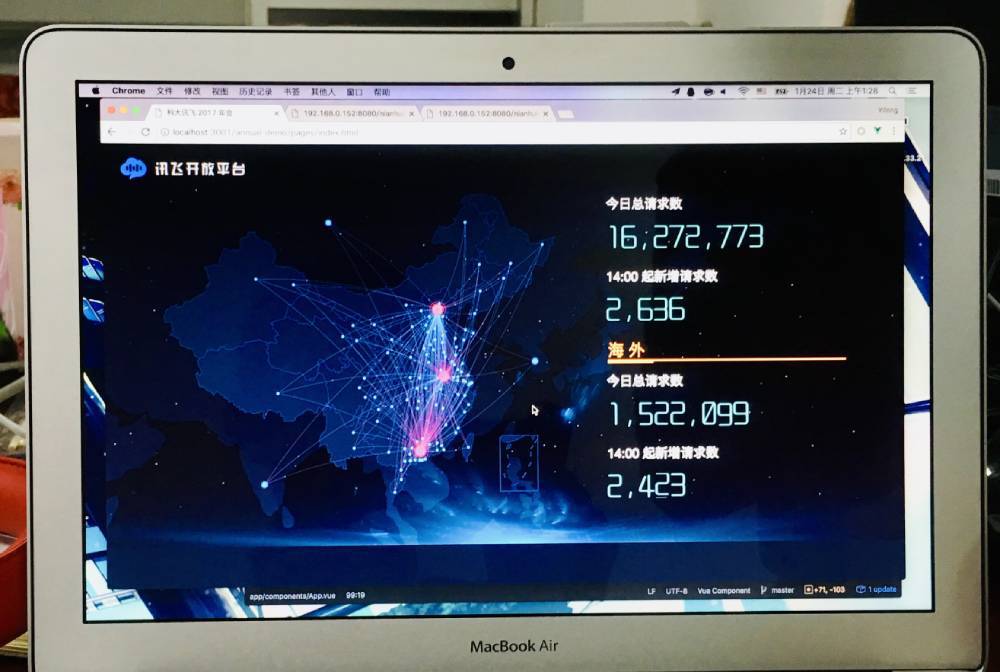 Chrome 文件 修改 视图 历史记录 书签 其他人 窗口 帮助
1月24日 周二 上午1:28
科大讯飞 2017 年会
192.168.0.152:8080/nianhu
192.168.0.152:8080/nianhu
Yifeng
localhost:3001/annual-demo/pages/index.html
33.2
讯飞开放平台
今日总请求数
16,272,773
14:00 起新增请求数
2,636
海外
今日总请求数
1,522,099
14:00 起新增请求数
2,423
app/components/App.vue 99:19
LF UTF-8 Vue Component master +71, -103 1 update
MacBook Air